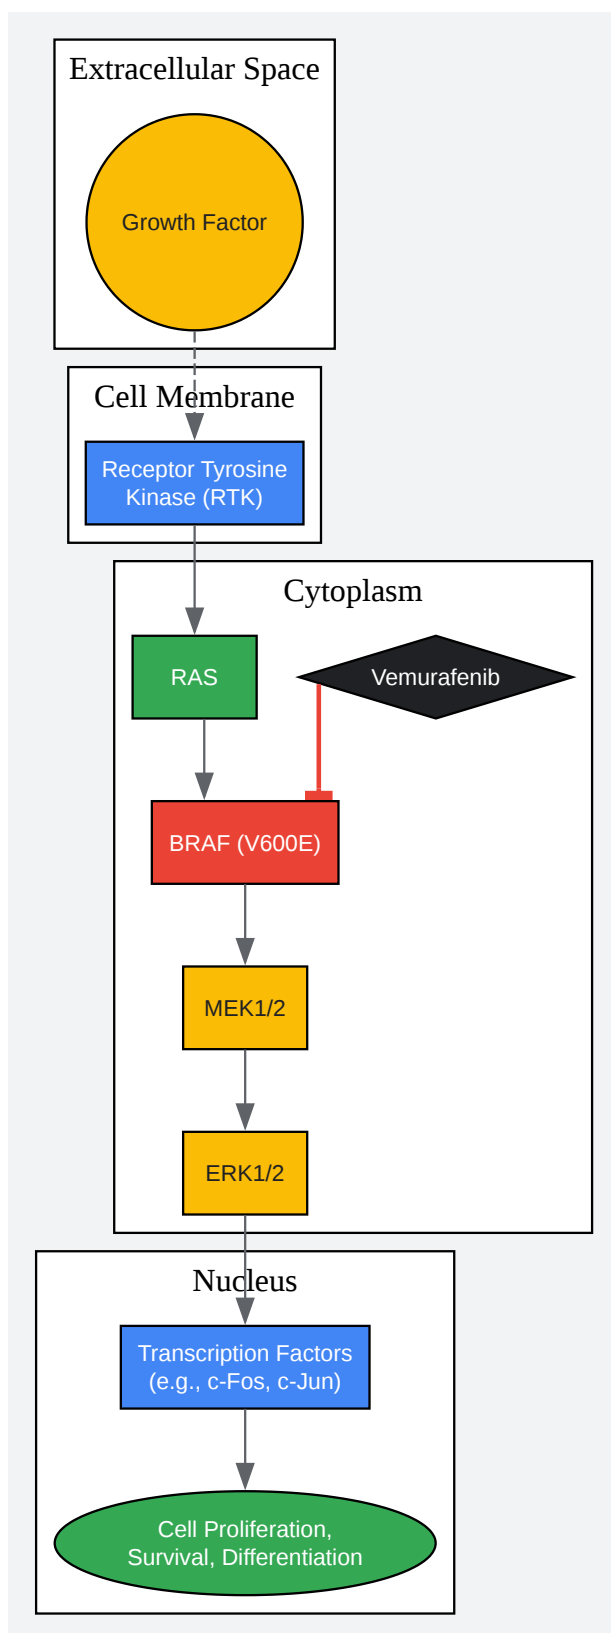 Extracellular Space
Growth Factor
Cell Membrane
Receptor Tyrosine
Kinase (RTK)
Cytoplasm
RAS
Vemurafenib
BRAF (V600E)
MEK1/2
ERK1/2
Nucleus
Transcription Factors
(e.g., c-Fos, c-Jun)
Cell Proliferation,
Survival, Differentiation